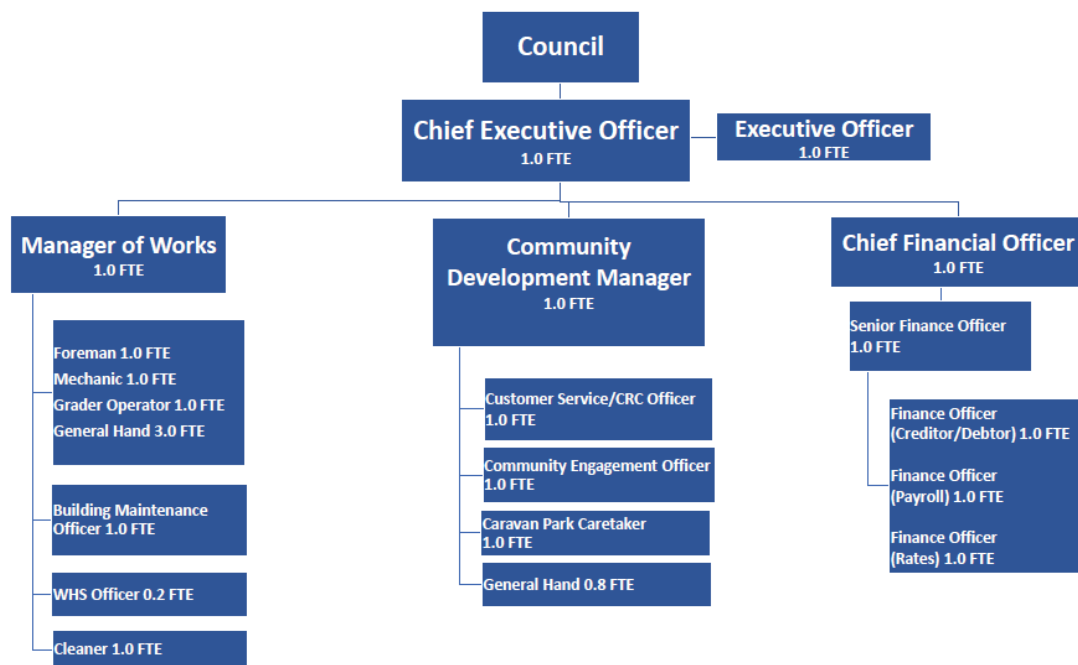 Council
Chief Executive Officer
1.0 FTE
Executive Officer
1.0 FTE
Manager of Works
1.0 FTE
Foreman 1.0 FTE
Mechanic 1.0 FTE
Grader Operator 1.0 FTE
General Hand 3.0 FTE
Building Maintenance
Officer 1.0 FTE
WHS Officer 0.2 FTE
Cleaner 1.0 FTE
Community
Development Manager
1.0 FTE
Customer Service/CRC Officer
1.0 FTE
Community Engagement Officer
1.0 FTE
Caravan Park Caretaker
1.0 FTE
General Hand 0.8 FTE
Chief Financial Officer
1.0 FTE
Senior Finance Officer
1.0 FTE
Finance Officer
(Creditor/Debtor) 1.0 FTE
Finance Officer
(Payroll) 1.0 FTE
Finance Officer
(Rates) 1.0 FTE